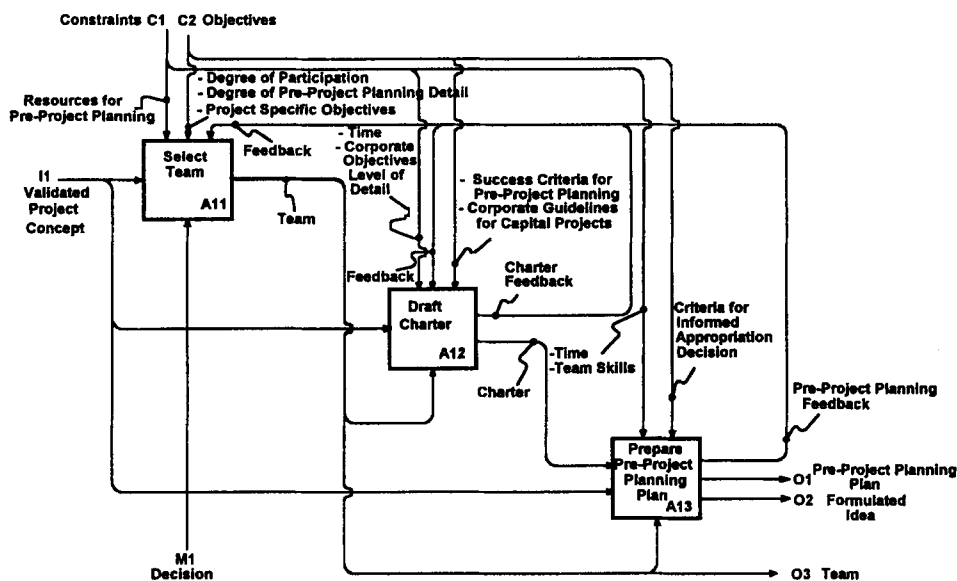 Constraints C1 C2 Objectives
- Degree of Participation
- Degree of Pre-Project Planning Detail
- Project Specific Objectives
Resources for
Pre-Project Planning
Feedback
Select
Team
A11
I1
Validated
Project
Concept
Team
- Time
- Corporate
Objectives
Level of
Detail
- Success Criteria for
Pre-Project Planning
- Corporate Guidelines
for Capital Projects
Feedback
Charter
Feedback
Draft
Charter
A12
Charter
-Time
-Team Skills
Criteria for
Informed
Appropriation
Decision
Pre-Project Planning
Feedback
Prepare
Pre-Project
Planning
Plan
A13
O1 Pre-Project Planning
Plan
O2 Formulated
Idea
M1
Decision
O3 Team